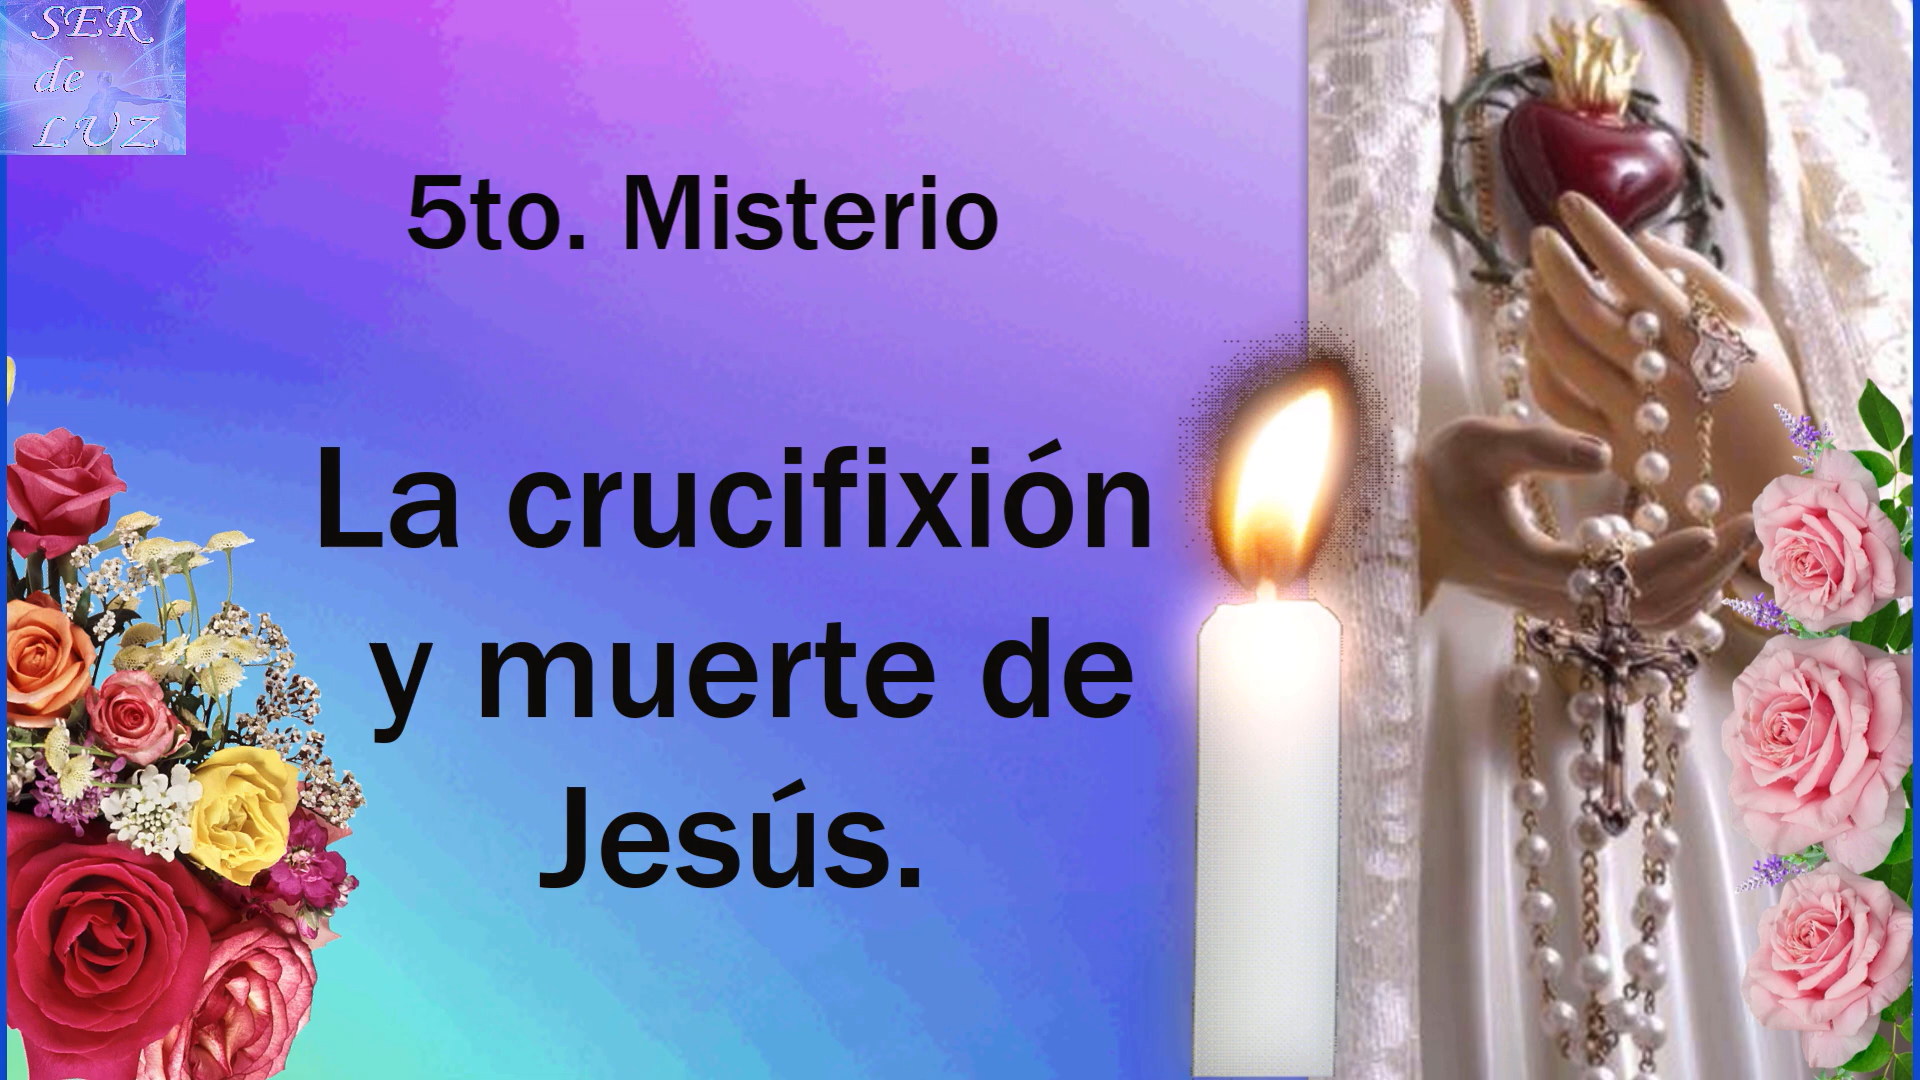 SER
de
LUZ
5to. Misterio
La crucifixión
y muerte de
Jesús.